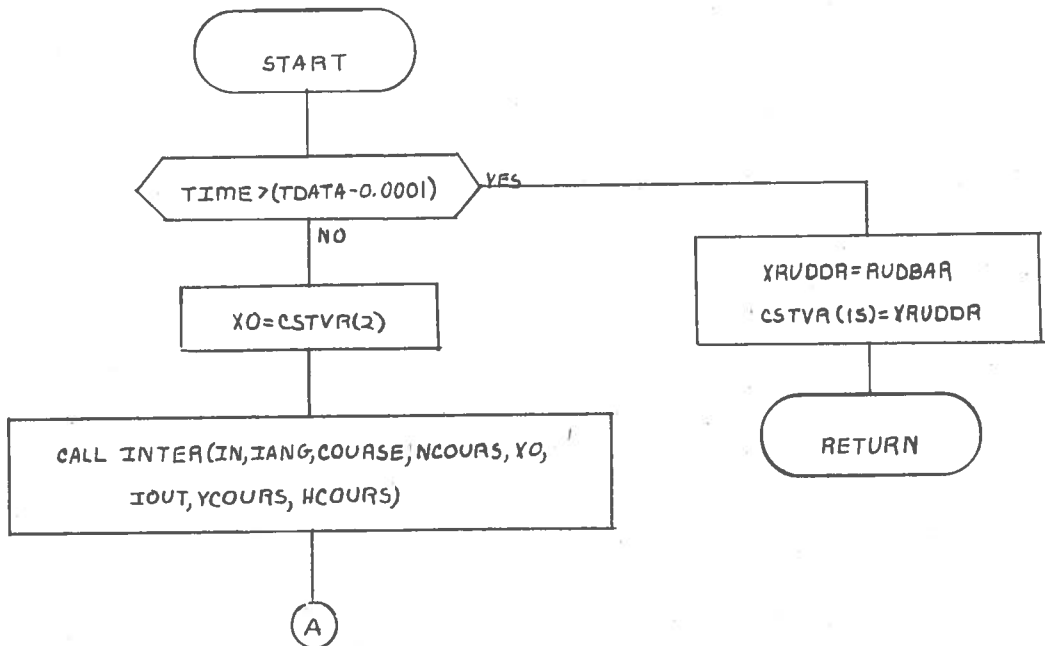 START
TIME>(TDATA-0.0001)
YES
NO
XRUDDR=RUDBAR
CSTVR(15)=XRUDDR
XO=CSTVR(2)
CALL INTER(IN,IANG,COURSE,NCOURS,XO,
IOUT,YCOURS,HCOURS)
RETURN
A